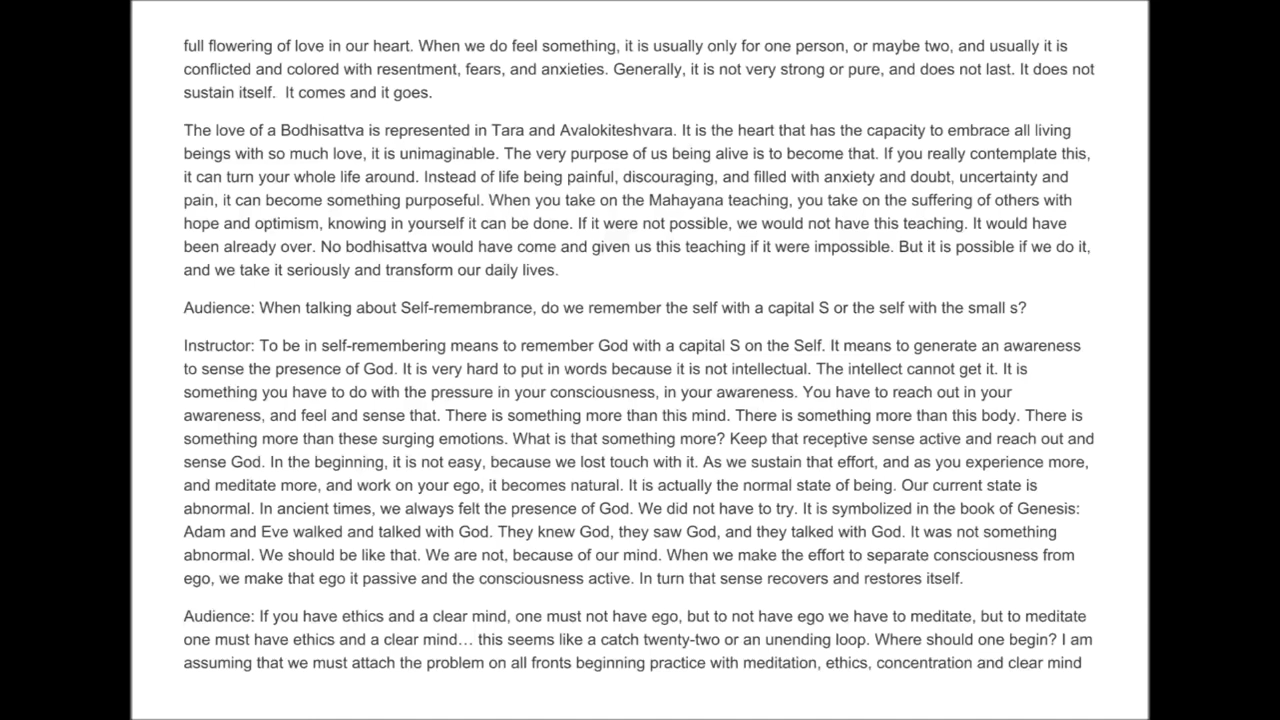 full flowering of love in our heart. When we do feel something, it is usually only for one person, or maybe two, and usually it is
conflicted and colored with resentment, fears, and anxieties. Generally, it is not very strong or pure, and does not last. It does not
sustain itself.  It comes and it goes.
The love of a Bodhisattva is represented in Tara and Avalokiteshvara. It is the heart that has the capacity to embrace all living
beings with so much love, it is unimaginable. The very purpose of us being alive is to become that. If you really contemplate this,
it can turn your whole life around. Instead of life being painful, discouraging, and filled with anxiety and doubt, uncertainty and
pain, it can become something purposeful. When you take on the Mahayana teaching, you take on the suffering of others with
hope and optimism, knowing in yourself it can be done. If it were not possible, we would not have this teaching. It would have
been already over. No bodhisattva would have come and given us this teaching if it were impossible. But it is possible if we do it,
and we take it seriously and transform our daily lives.
Audience: When talking about Self-remembrance, do we remember the self with a capital S or the self with the small s?
Instructor: To be in self-remembering means to remember God with a capital S on the Self. It means to generate an awareness
to sense the presence of God. It is very hard to put in words because it is not intellectual. The intellect cannot get it. It is
something you have to do with the pressure in your consciousness, in your awareness. You have to reach out in your
awareness, and feel and sense that. There is something more than this mind. There is something more than this body. There is
something more than these surging emotions. What is that something more? Keep that receptive sense active and reach out and
sense God. In the beginning, it is not easy, because we lost touch with it. As we sustain that effort, and as you experience more,
and meditate more, and work on your ego, it becomes natural. It is actually the normal state of being. Our current state is
abnormal. In ancient times, we always felt the presence of God. We did not have to try. It is symbolized in the book of Genesis:
Adam and Eve walked and talked with God. They knew God, they saw God, and they talked with God. It was not something
abnormal. We should be like that. We are not, because of our mind. When we make the effort to separate consciousness from
ego, we make that ego it passive and the consciousness active. In turn that sense recovers and restores itself.
Audience: If you have ethics and a clear mind, one must not have ego, but to not have ego we have to meditate, but to meditate
one must have ethics and a clear mind… this seems like a catch twenty-two or an unending loop. Where should one begin? I am
assuming that we must attach the problem on all fronts beginning practice with meditation, ethics, concentration and clear mind